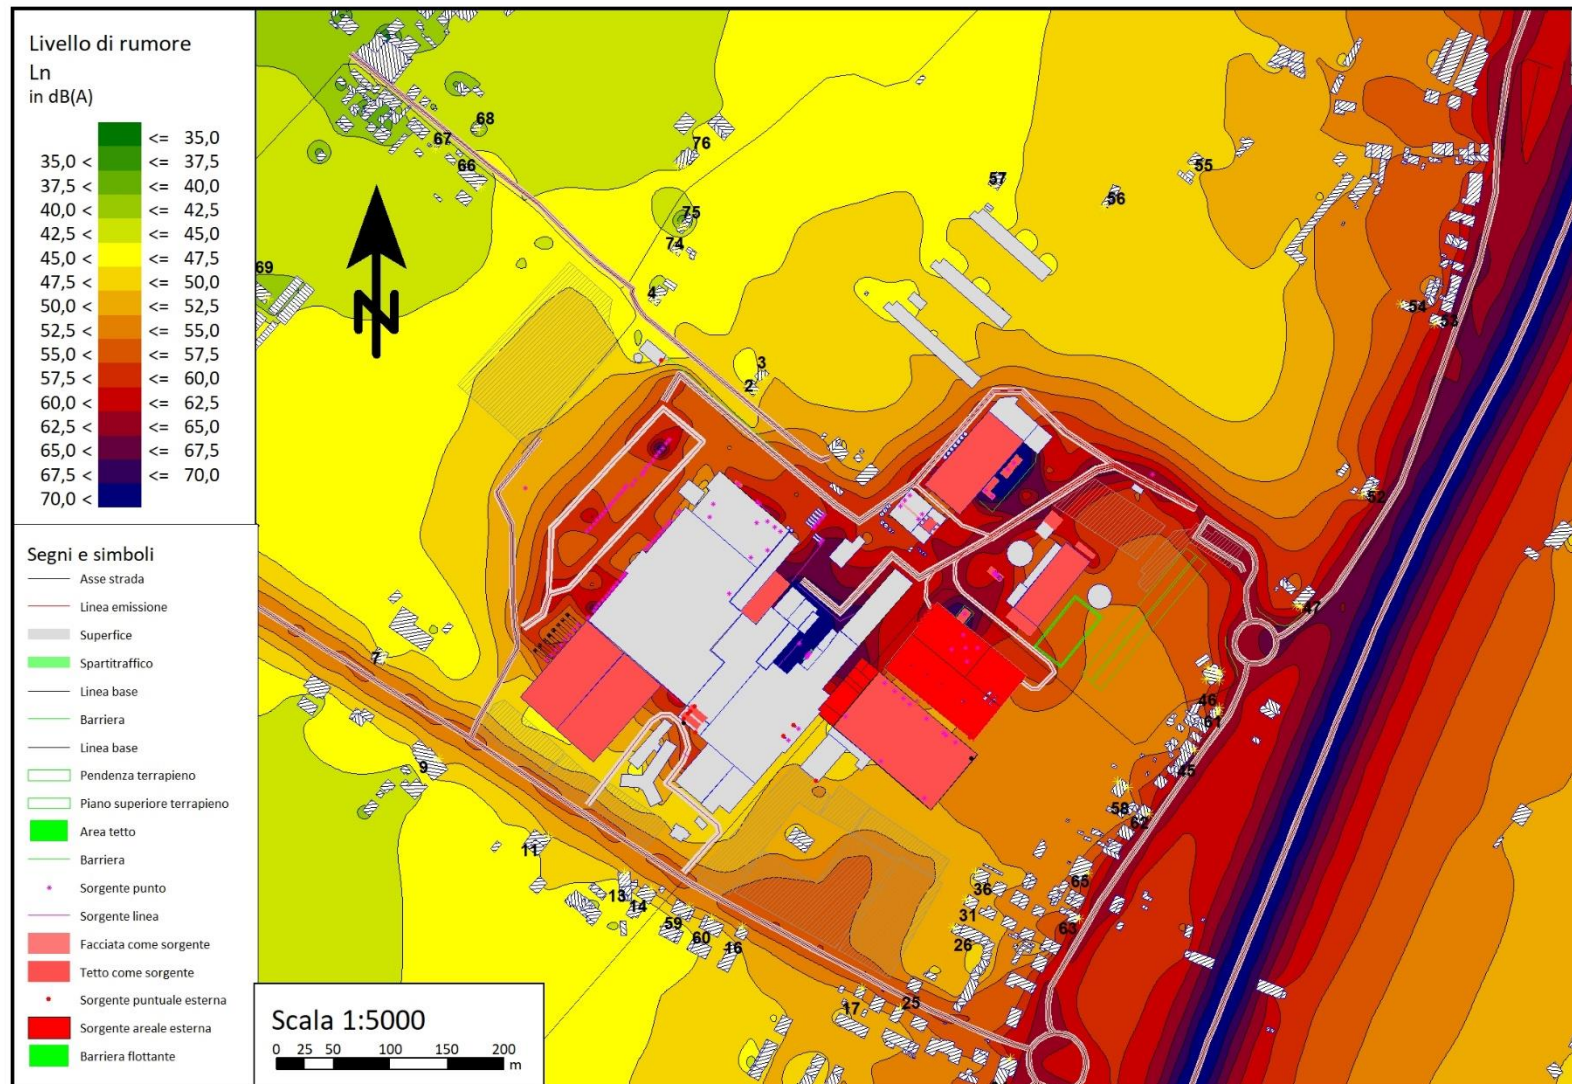 Livello di rumore
Ln
in dB(A)
<= 35,0
35,0 < <= 37,5
37,5 < <= 40,0
40,0 < <= 42,5
42,5 < <= 45,0
45,0 < <= 47,5
47,5 < <= 50,0
50,0 < <= 52,5
52,5 < <= 55,0
55,0 < <= 57,5
57,5 < <= 60,0
60,0 < <= 62,5
62,5 < <= 65,0
65,0 < <= 67,5
67,5 < <= 70,0
70,0 <
Segni e simboli
Asse strada
Linea emissione
Superfice
Spartitraffico
Linea base
Barriera
Linea base
Pendenza terrapieno
Piano superiore terrapieno
Area tetto
Barriera
Sorgente punto
Sorgente linea
Facciata come sorgente
Tetto come sorgente
Sorgente puntuale esterna
Sorgente areale esterna
Barriera flottante
68
67
66
76
75
74
69
4
N
3
2
57
56
55
54
53
52
47
46
61
45
58
62
65
63
36
31
26
7
9
11
13
14
59
60
16
17
25
Scala 1:5000
0 25 50 100 150 200
m